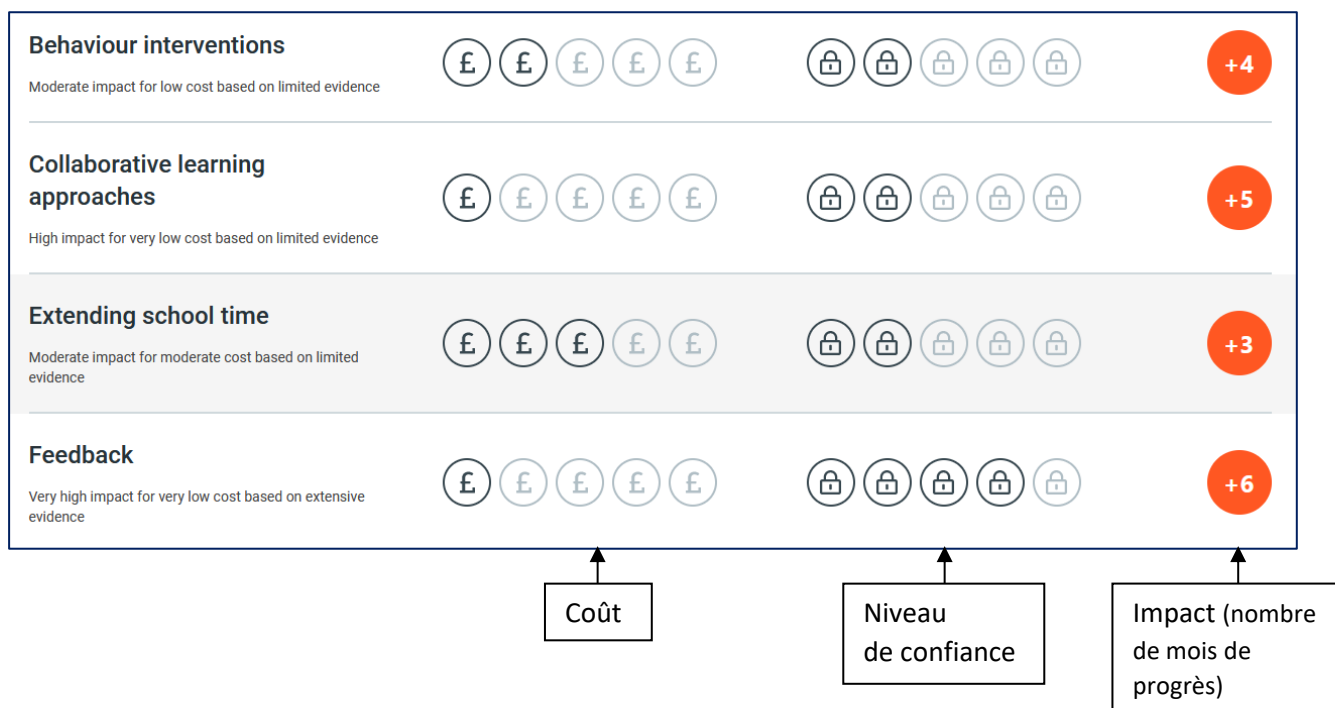 Behaviour interventions
££££££
Moderate impact for low cost based on limited evidence
+4
Collaborative learning
approaches
£££££
High impact for very low cost based on limited evidence
+5
Extending school time
£££££
Moderate impact for moderate cost based on limited
evidence
+3
Feedback
£££££
Very high impact for very low cost based on extensive
evidence
+6
Coût
Niveau
de confiance
Impact (nombre
de mois de
progrès)